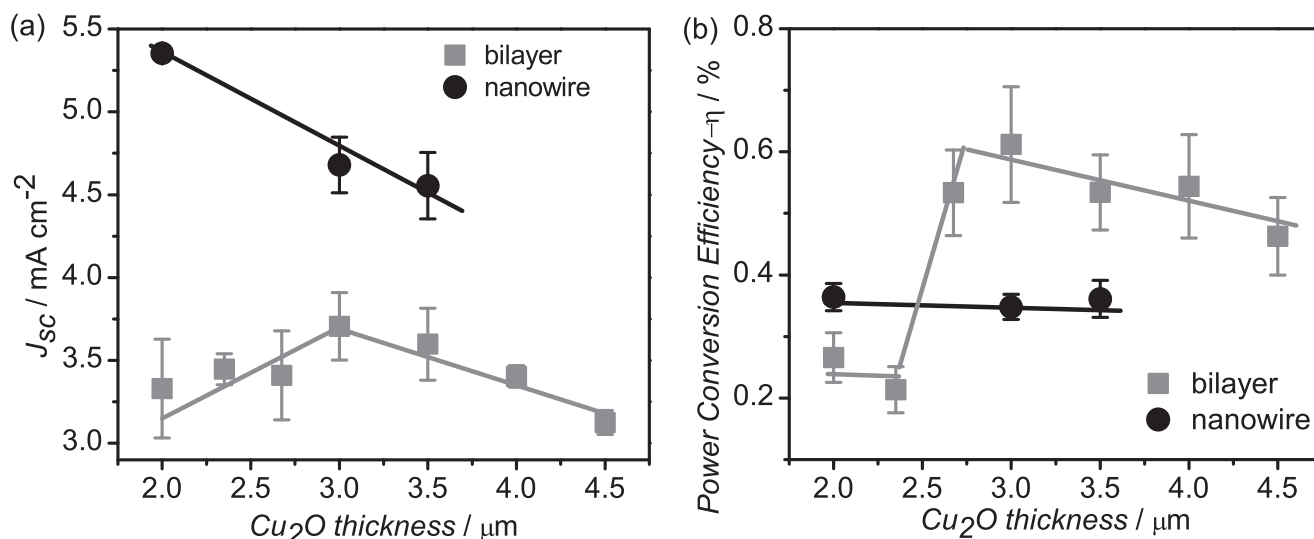 (a)
5.5
5.0
4.5
4.0
3.5
3.0
J_sc / mA cm⁻²
bilayer
nanowire
2.0 2.5 3.0 3.5 4.0 4.5
Cu₂O thickness / μm
(b)
0.8
0.6
0.4
0.2
Power Conversion Efficiency–η / %
bilayer
nanowire
2.0 2.5 3.0 3.5 4.0 4.5
Cu₂O thickness / μm